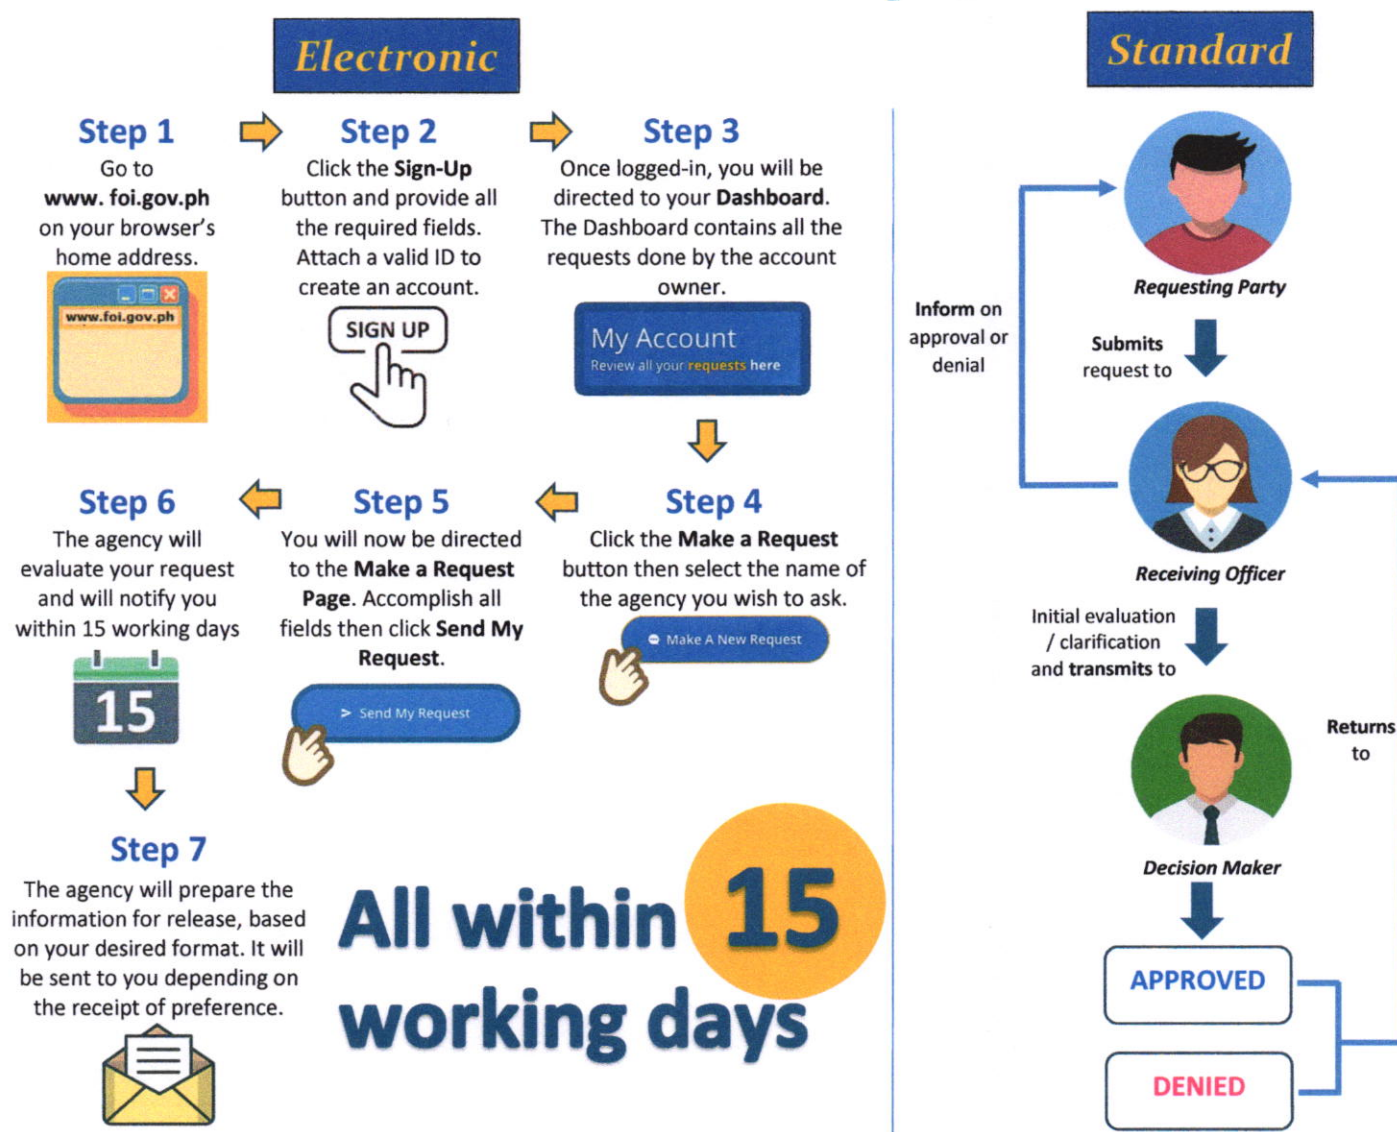 Electronic
Step 1
Go to
www. foi.gov.ph
on your browser's
home address.
www.foi.gov.ph
Step 2
Click the Sign-Up
button and provide all
the required fields.
Attach a valid ID to
create an account.
SIGN UP
Step 3
Once logged-in, you will be
directed to your Dashboard.
The Dashboard contains all the
requests done by the account
owner.
My Account
Review all your requests here
Step 4
Click the Make a Request
button then select the name of
the agency you wish to ask.
Make A New Request
Step 5
You will now be directed
to the Make a Request
Page. Accomplish all
fields then click Send My
Request.
Send My Request
Step 6
The agency will
evaluate your request
and will notify you
within 15 working days
15
Step 7
The agency will prepare the
information for release, based
on your desired format. It will
be sent to you depending on
the receipt of preference.
All within 15
working days
Standard
Requesting Party
Submits
request to
Inform on
approval or
denial
Receiving Officer
Initial evaluation
/ clarification
and transmits to
Decision Maker
Returns
to
APPROVED
DENIED